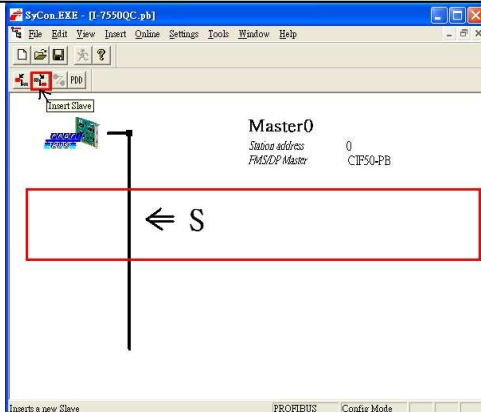 SyCon.EXE - [I-7550QC.pb]
File Edit View Insert Online Settings Tools Window Help
PDD
Insert Slave
Master0
Station address 0
FMS/DP Master CIF50-PB
⇐ S
Inserts a new Slave PROFIBUS Config Mode